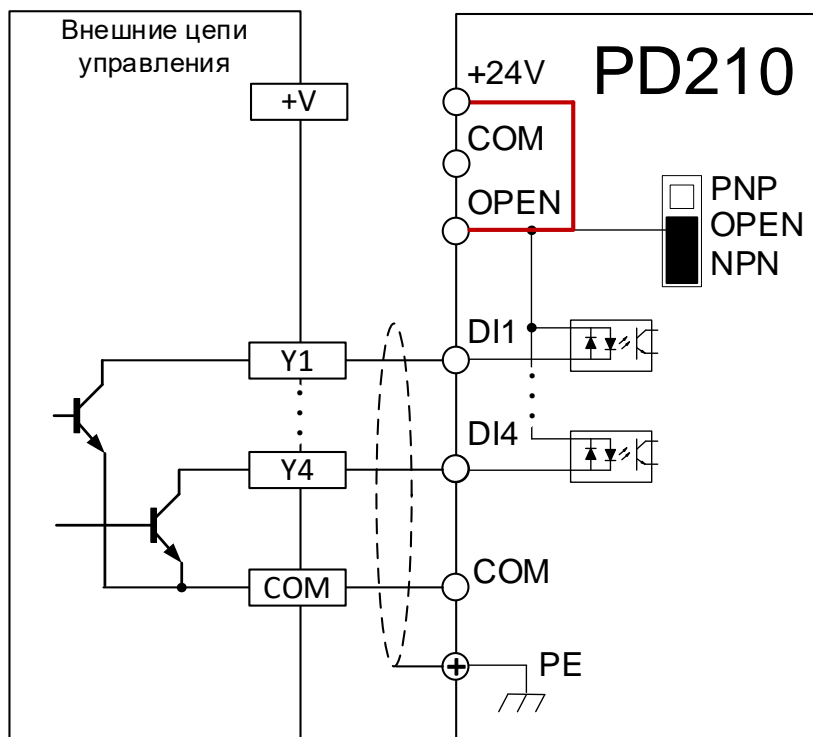 Внешние цепи
управления
+V
Y1
Y4
COM
PD210
+24V
COM
OPEN
PNP
OPEN
NPN
DI1
DI4
COM
PE